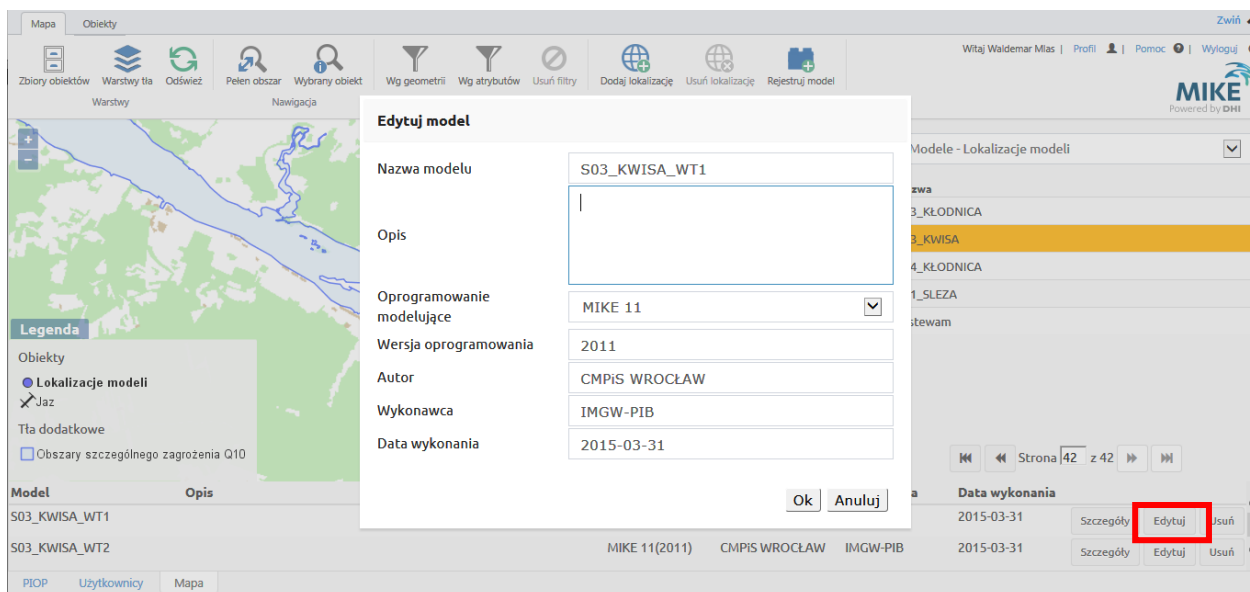 Mapa Obiekty Zwiń
Witaj Waldemar Mlas | Profil | Pomoc | Wyloguj
Zbiory obiektów Warstwy tła Odśwież Pełen obszar Wybrany obiekt Wg geometrii Wg atrybutów Usuń filtry Dodaj lokalizację Usuń lokalizację Rejestruj model
Warstwy Nawigacja
MIKE
Powered by DHI
+
−
Edytuj model
Nazwa modelu S03_KWISA_WT1
Opis
Oprogramowanie
modelujące
MIKE 11
Wersja oprogramowania 2011
Autor CMPiS WROCŁAW
Wykonawca IMGW-PIB
Data wykonania 2015-03-31
Ok Anuluj
Modele - Lokalizacje modeli
zwa
3_KŁODNICA
3_KWISA
4_KŁODNICA
1_SLEZA
stewam
Strona 42 z 42
Legenda
Obiekty
Lokalizacje modeli
Jaz
Tła dodatkowe
Obszary szczególnego zagrożenia Q10
Model Opis a Data wykonania
S03_KWISA_WT1 2015-03-31 Szczegóły Edytuj Usuń
S03_KWISA_WT2 MIKE 11(2011) CMPiS WROCŁAW IMGW-PIB 2015-03-31 Szczegóły Edytuj Usuń
PIOP Użytkownicy Mapa